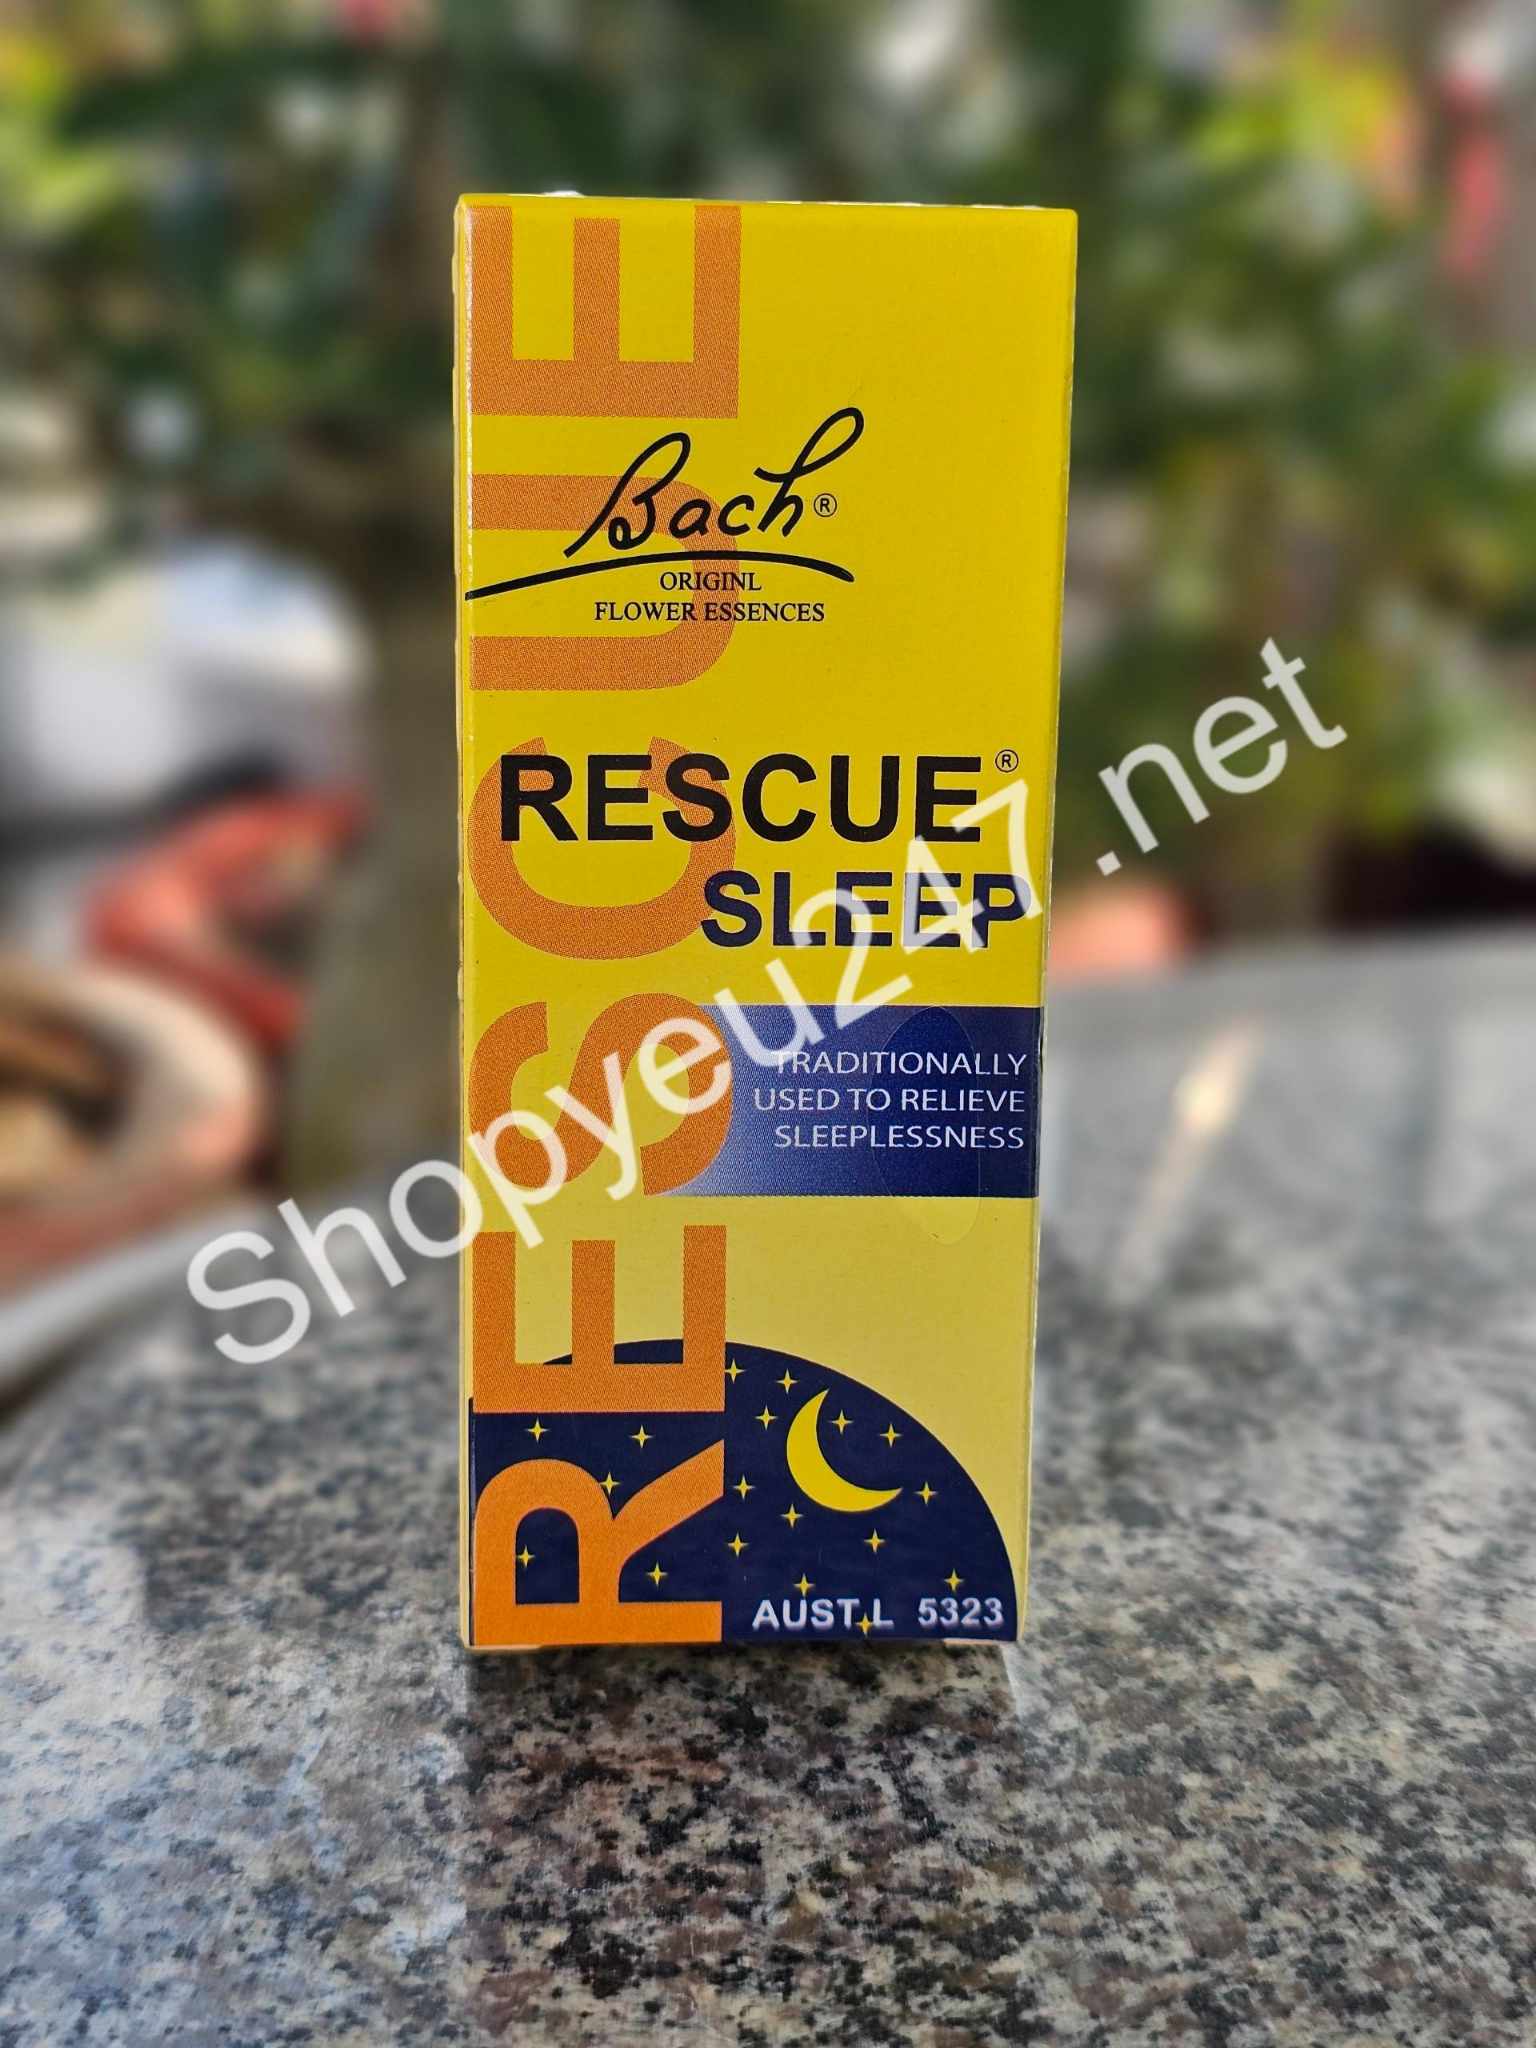 RESCUE
Bach®
ORIGINL
FLOWER ESSENCES
RESCUE®
SLEEP
TRADITIONALLY
USED TO RELIEVE
SLEEPLESSNESS
AUST.L 5323
Shopyeu247.net